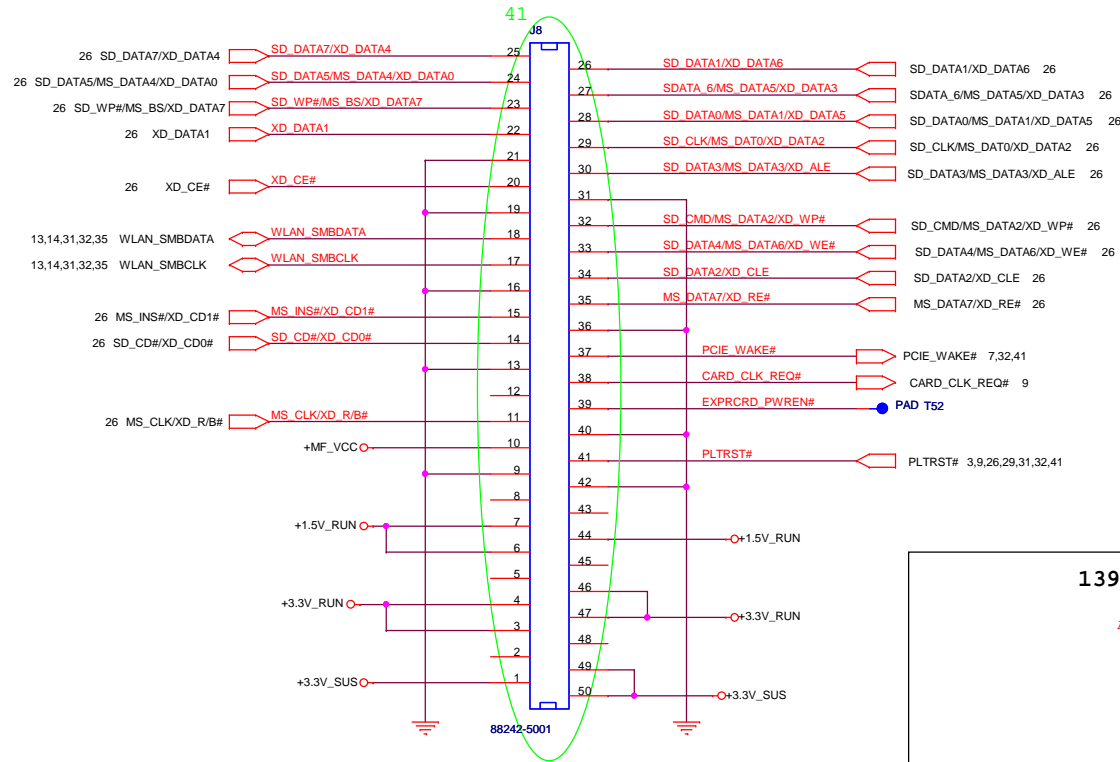 41
J8
26 SD_DATA7/XD_DATA4 SD_DATA7/XD_DATA4 25
26 SD_DATA1/XD_DATA6 SD_DATA1/XD_DATA6 26
26 SD_DATA5/MS_DATA4/XD_DATA0 SD_DATA5/MS_DATA4/XD_DATA0 24
27 SDATA_6/MS_DATA5/XD_DATA3 SDATA_6/MS_DATA5/XD_DATA3 26
26 SD_WP#/MS_BS/XD_DATA7 SD_WP#/MS_BS/XD_DATA7 23
28 SD_DATA0/MS_DATA1/XD_DATA5 SD_DATA0/MS_DATA1/XD_DATA5 26
26 XD_DATA1 XD_DATA1 22
29 SD_CLK/MS_DAT0/XD_DATA2 SD_CLK/MS_DAT0/XD_DATA2 26
21
30 SD_DATA3/MS_DATA3/XD_ALE SD_DATA3/MS_DATA3/XD_ALE 26
26 XD_CE# XD_CE# 20
31
19
32 SD_CMD/MS_DATA2/XD_WP# SD_CMD/MS_DATA2/XD_WP# 26
13,14,31,32,35 WLAN_SMBDATA WLAN_SMBDATA 18
33 SD_DATA4/MS_DATA6/XD_WE# SD_DATA4/MS_DATA6/XD_WE# 26
13,14,31,32,35 WLAN_SMBCLK WLAN_SMBCLK 17
34 SD_DATA2/XD_CLE SD_DATA2/XD_CLE 26
16
35 MS_DATA7/XD_RE# MS_DATA7/XD_RE# 26
26 MS_INS#/XD_CD1# MS_INS#/XD_CD1# 15
36
26 SD_CD#/XD_CD0# SD_CD#/XD_CD0# 14
37 PCIE_WAKE# PCIE_WAKE# 7,32,41
13
38 CARD_CLK_REQ# CARD_CLK_REQ# 9
12
39 EXPRCRD_PWREN# PAD T52
26 MS_CLK/XD_R/B# MS_CLK/XD_R/B# 11
40
+MF_VCC 10
41 PLTRST# PLTRST# 3,9,26,29,31,32,41
9
42
8
43
+1.5V_RUN 7
44 +1.5V_RUN
6
45
5
46
+3.3V_RUN 4
47 +3.3V_RUN
3
48
2
49
+3.3V_SUS 1
50 +3.3V_SUS
88242-5001
139